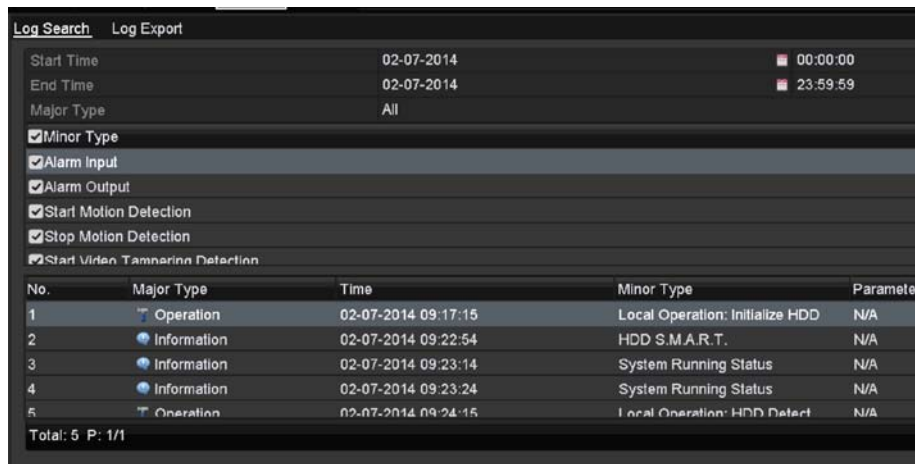 Log Search Log Export
Start Time 02-07-2014 00:00:00
End Time 02-07-2014 23:59:59
Major Type All
Minor Type
Alarm Input
Alarm Output
Start Motion Detection
Stop Motion Detection
Start Video Tampering Detection
No. Major Type Time Minor Type Paramete
1 Operation 02-07-2014 09:17:15 Local Operation: Initialize HDD N/A
2 Information 02-07-2014 09:22:54 HDD S.M.A.R.T. N/A
3 Information 02-07-2014 09:23:14 System Running Status N/A
4 Information 02-07-2014 09:23:24 System Running Status N/A
5 Operation 02-07-2014 09:24:15 Local Operation: HDD Detect N/A
Total: 5 P: 1/1